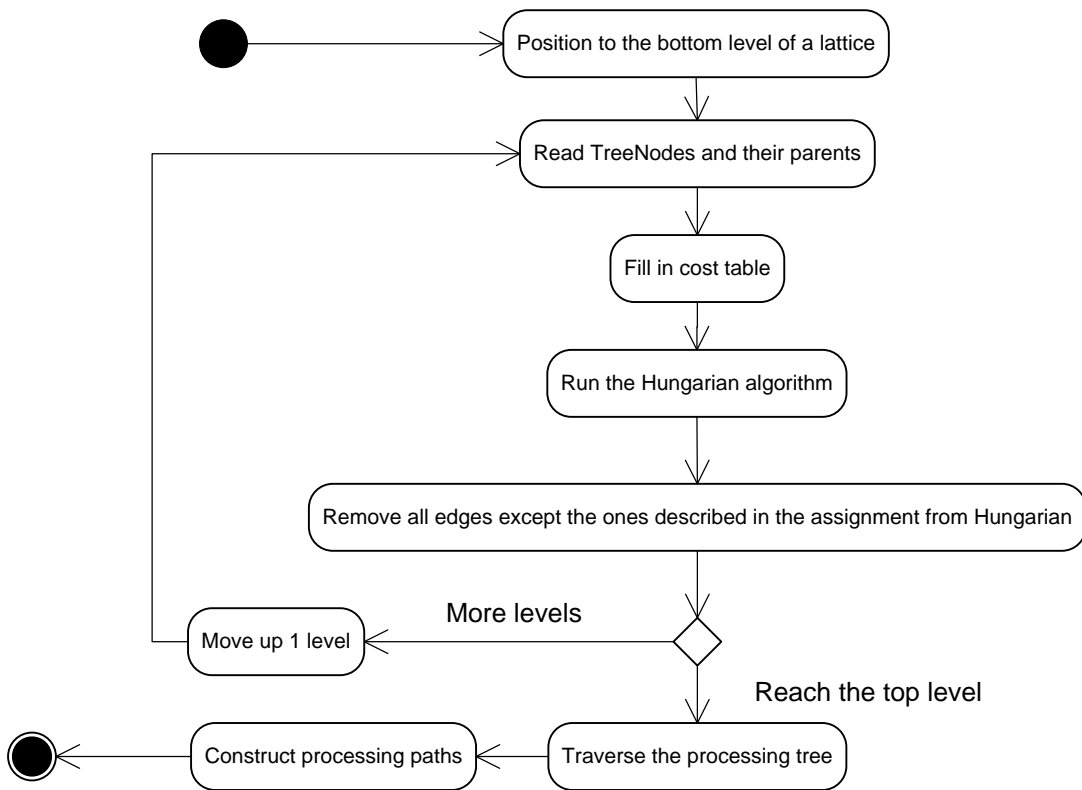 Position to the bottom level of a lattice
Read TreeNodes and their parents
Fill in cost table
Run the Hungarian algorithm
Remove all edges except the ones described in the assignment from Hungarian
More levels
Move up 1 level
Reach the top level
Construct processing paths
Traverse the processing tree